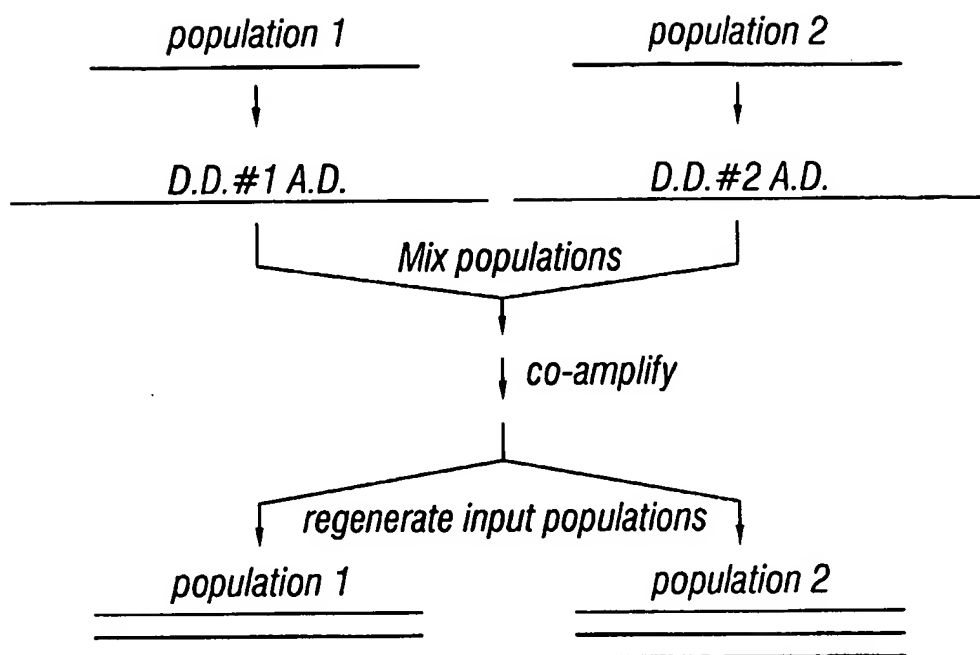 population 1
population 2
D.D.#1 A.D.
D.D.#2 A.D.
Mix populations
co-amplify
regenerate input populations
population 1
population 2